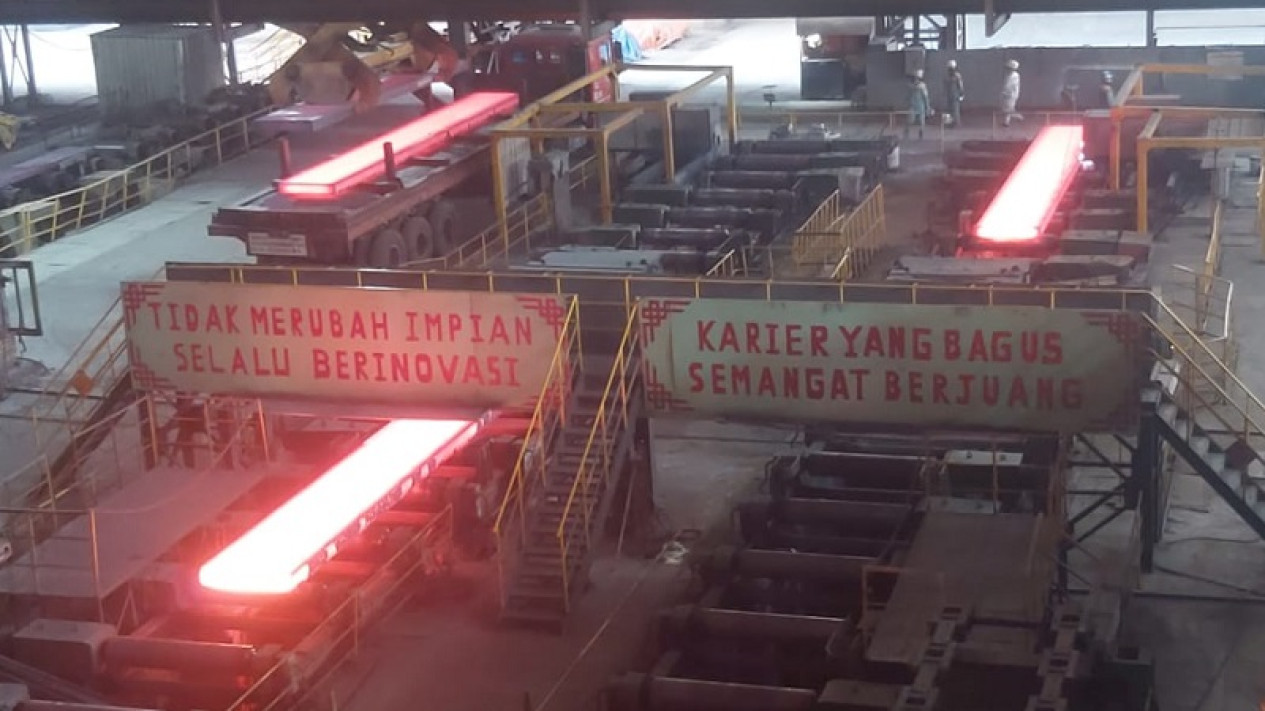 TIDAK MERUBAH IMPIAN
SELALU BERINOVASI
KARIER YANG BAGUS
SEMANGAT BERJUANG